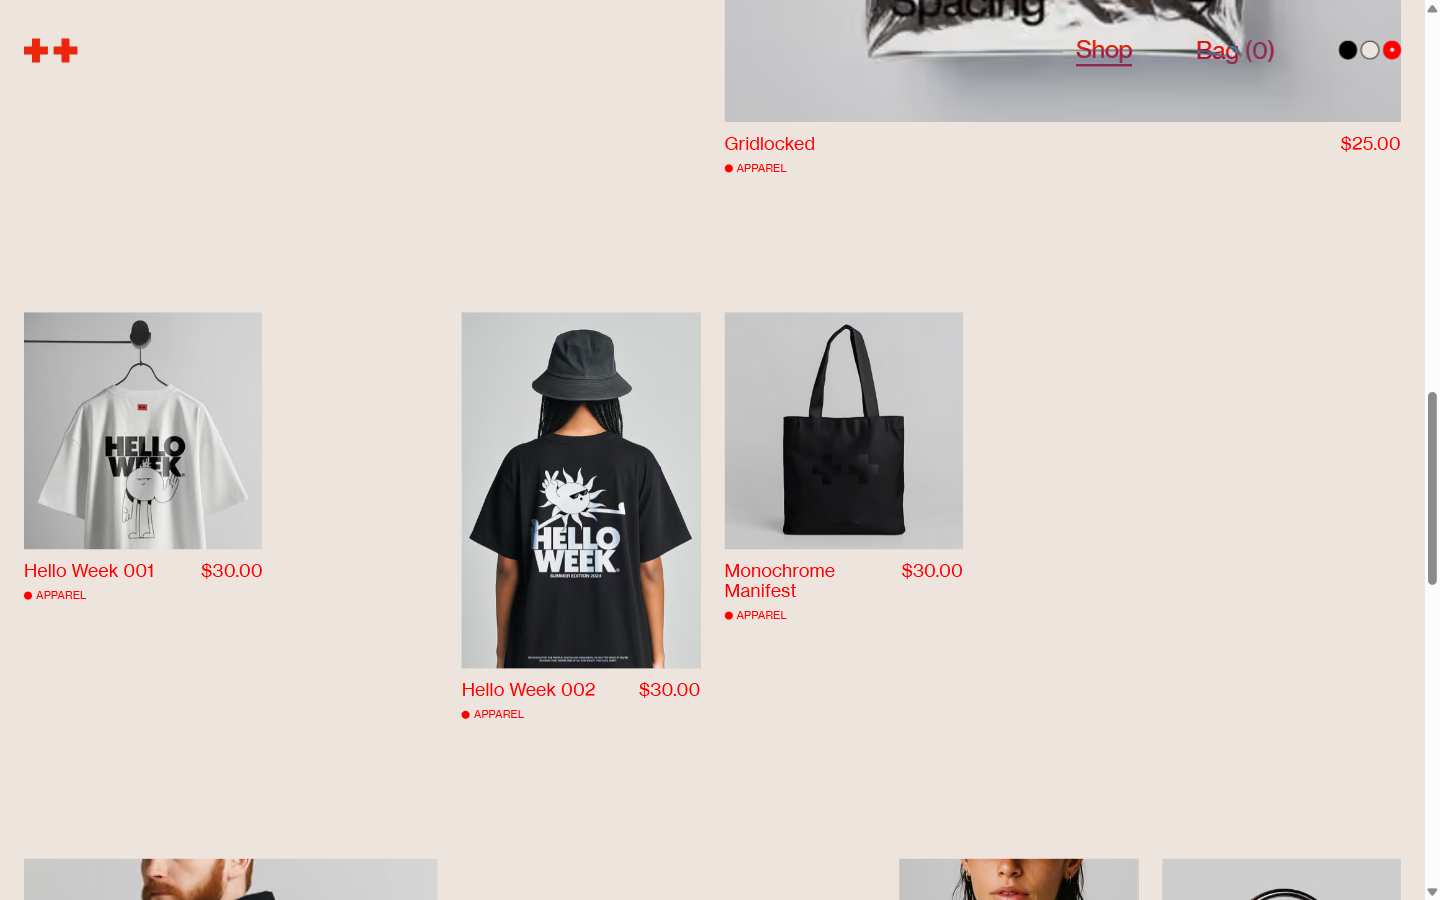 Spacing
Shop
Bag (0)
Gridlocked
$25.00
APPAREL
HELLO
WEEK
Hello Week 001
$30.00
APPAREL
HELLO
WEEK
SUMMER EDITION 2024
Hello Week 002
$30.00
APPAREL
Monochrome
Manifest
$30.00
APPAREL